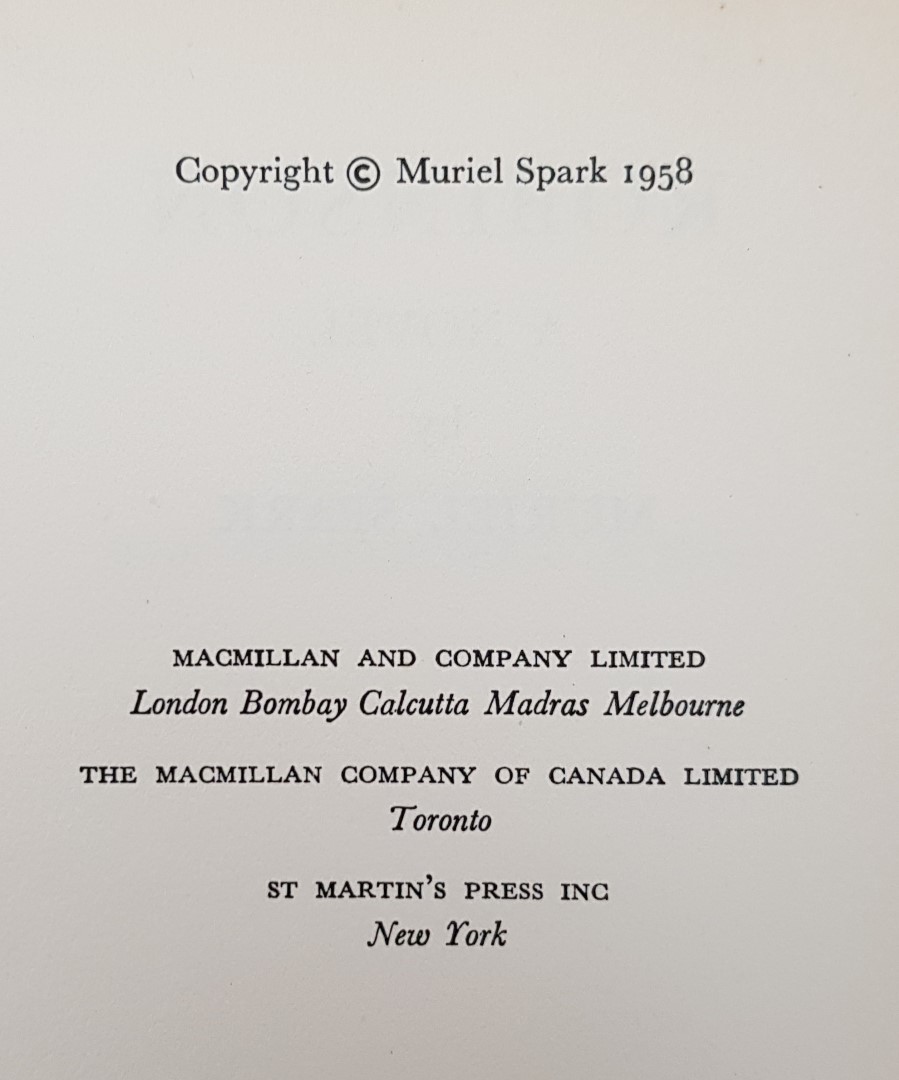 Copyright © Muriel Spark 1958
MACMILLAN AND COMPANY LIMITED
London Bombay Calcutta Madras Melbourne
THE MACMILLAN COMPANY OF CANADA LIMITED
Toronto
ST MARTIN'S PRESS INC
New York